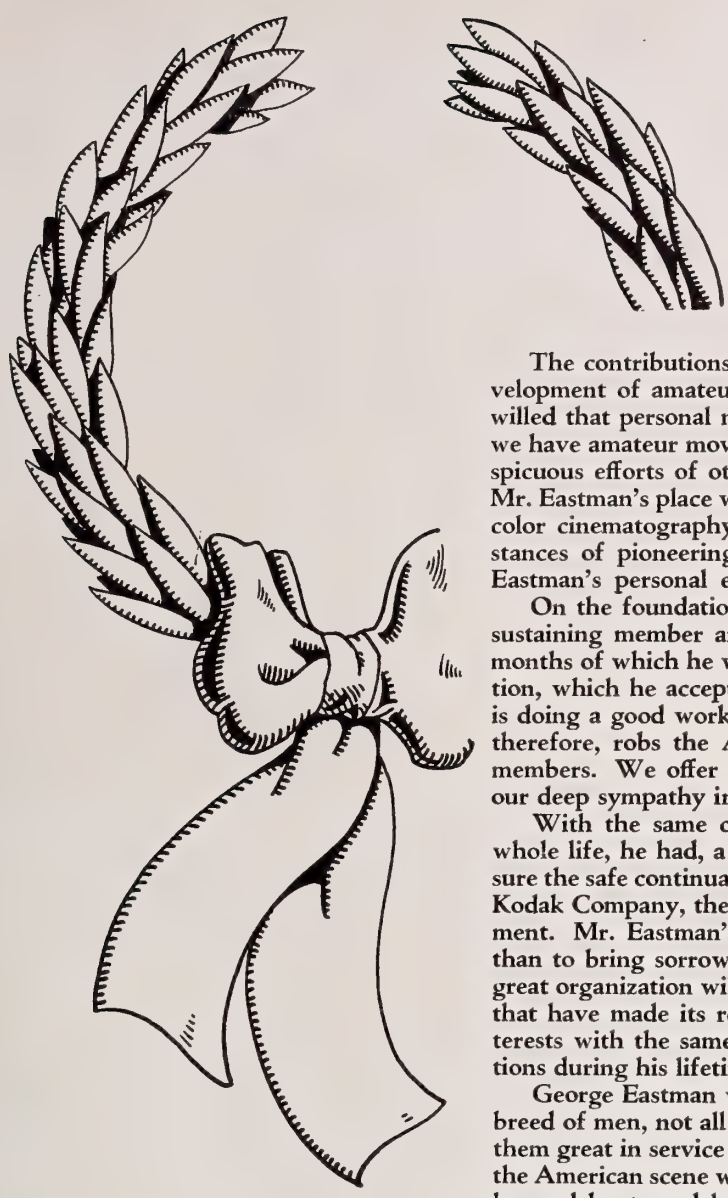 The contributions
velopment of amateu
willed that personal
we have amateur mov
spicuous efforts of ot
Mr. Eastman's place
color cinematography
stances of pioneering
Eastman's personal e
On the foundatio
sustaining member a
months of which he
tion, which he accep
is doing a good work
therefore, robs the
members. We offer
our deep sympathy in
With the same
whole life, he had, a
sure the safe continua
Kodak Company, the
ment. Mr. Eastman'
than to bring sorrow
great organization wi
that have made its re
terests with the same
tions during his lifeti
George Eastman
breed of men, not all
them great in service
the American scene w